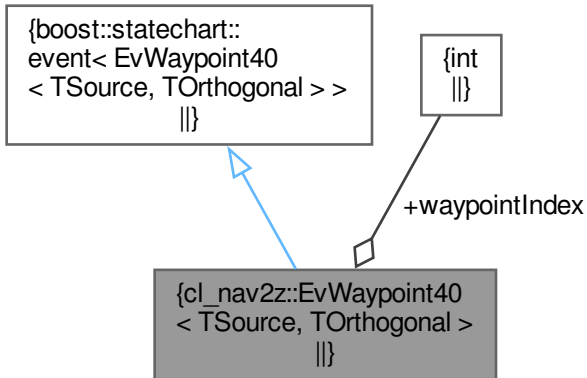 {boost::statechart::
event< EvWaypoint40
< TSource, TOrthogonal > >
||}
{int
||}
+waypointIndex
{cl_nav2z::EvWaypoint40
< TSource, TOrthogonal >
||}